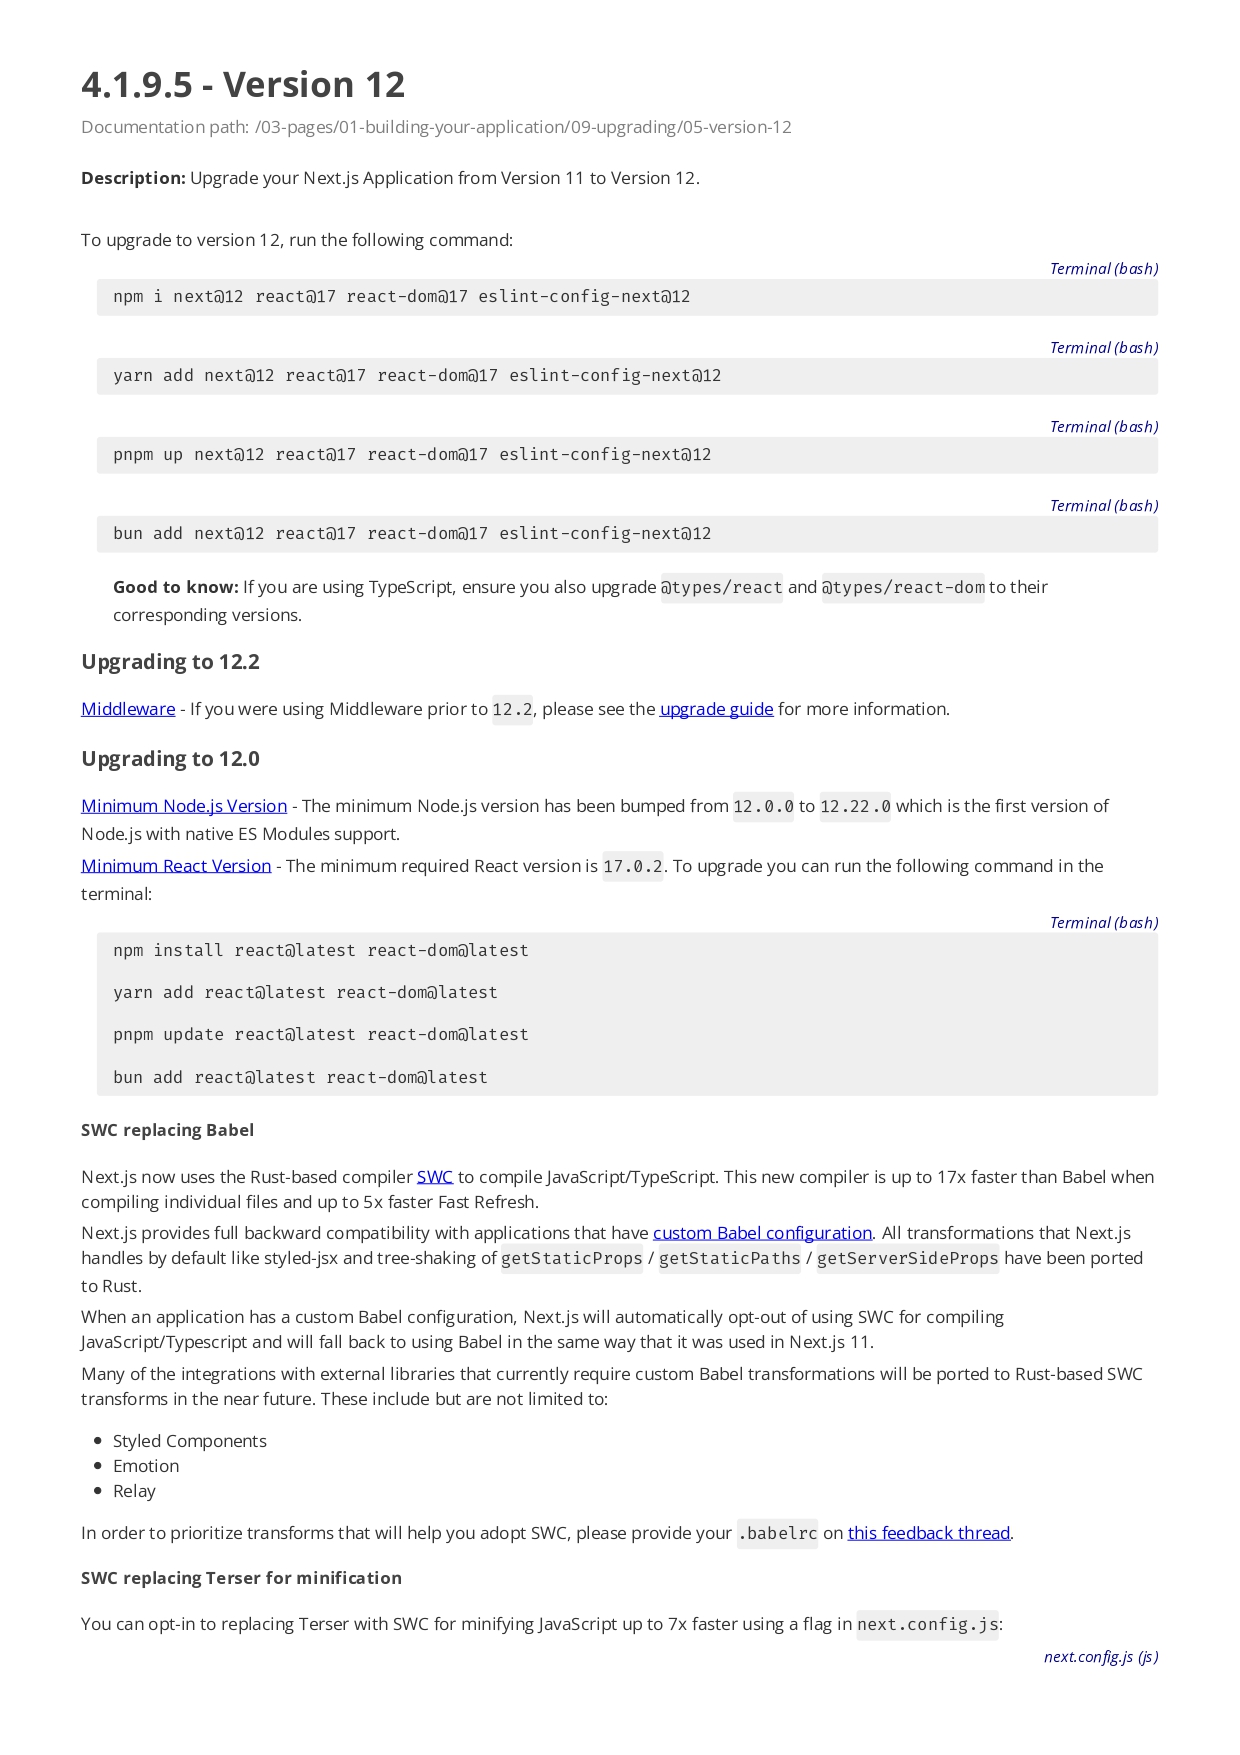 4.1.9.5 - Version 12
Documentation path: /03-pages/01-building-your-application/09-upgrading/05-version-12
Description: Upgrade your Next.js Application from Version 11 to Version 12.
To upgrade to version 12, run the following command:
Terminal (bash)
npm i next@12 react@17 react-dom@17 eslint-config-next@12
Terminal (bash)
yarn add next@12 react@17 react-dom@17 eslint-config-next@12
Terminal (bash)
pnpm up next@12 react@17 react-dom@17 eslint-config-next@12
Terminal (bash)
bun add next@12 react@17 react-dom@17 eslint-config-next@12
Good to know: If you are using TypeScript, ensure you also upgrade @types/react and @types/react-dom to their
corresponding versions.
Upgrading to 12.2
Middleware - If you were using Middleware prior to 12.2, please see the upgrade guide for more information.
Upgrading to 12.0
Minimum Node.js Version - The minimum Node.js version has been bumped from 12.0.0 to 12.22.0 which is the first version of
Node.js with native ES Modules support.
Minimum React Version - The minimum required React version is 17.0.2. To upgrade you can run the following command in the
terminal:
Terminal (bash)
npm install react@latest react-dom@latest
yarn add react@latest react-dom@latest
pnpm update react@latest react-dom@latest
bun add react@latest react-dom@latest
SWC replacing Babel
Next.js now uses the Rust-based compiler SWC to compile JavaScript/TypeScript. This new compiler is up to 17x faster than Babel when
compiling individual files and up to 5x faster Fast Refresh.
Next.js provides full backward compatibility with applications that have custom Babel configuration. All transformations that Next.js
handles by default like styled-jsx and tree-shaking of getStaticProps / getStaticPaths / getServerSideProps have been ported
to Rust.
When an application has a custom Babel configuration, Next.js will automatically opt-out of using SWC for compiling
JavaScript/Typescript and will fall back to using Babel in the same way that it was used in Next.js 11.
Many of the integrations with external libraries that currently require custom Babel transformations will be ported to Rust-based SWC
transforms in the near future. These include but are not limited to:
• Styled Components
• Emotion
• Relay
In order to prioritize transforms that will help you adopt SWC, please provide your .babelrc on this feedback thread.
SWC replacing Terser for minification
You can opt-in to replacing Terser with SWC for minifying JavaScript up to 7x faster using a flag in next.config.js:
next.config.js (js)